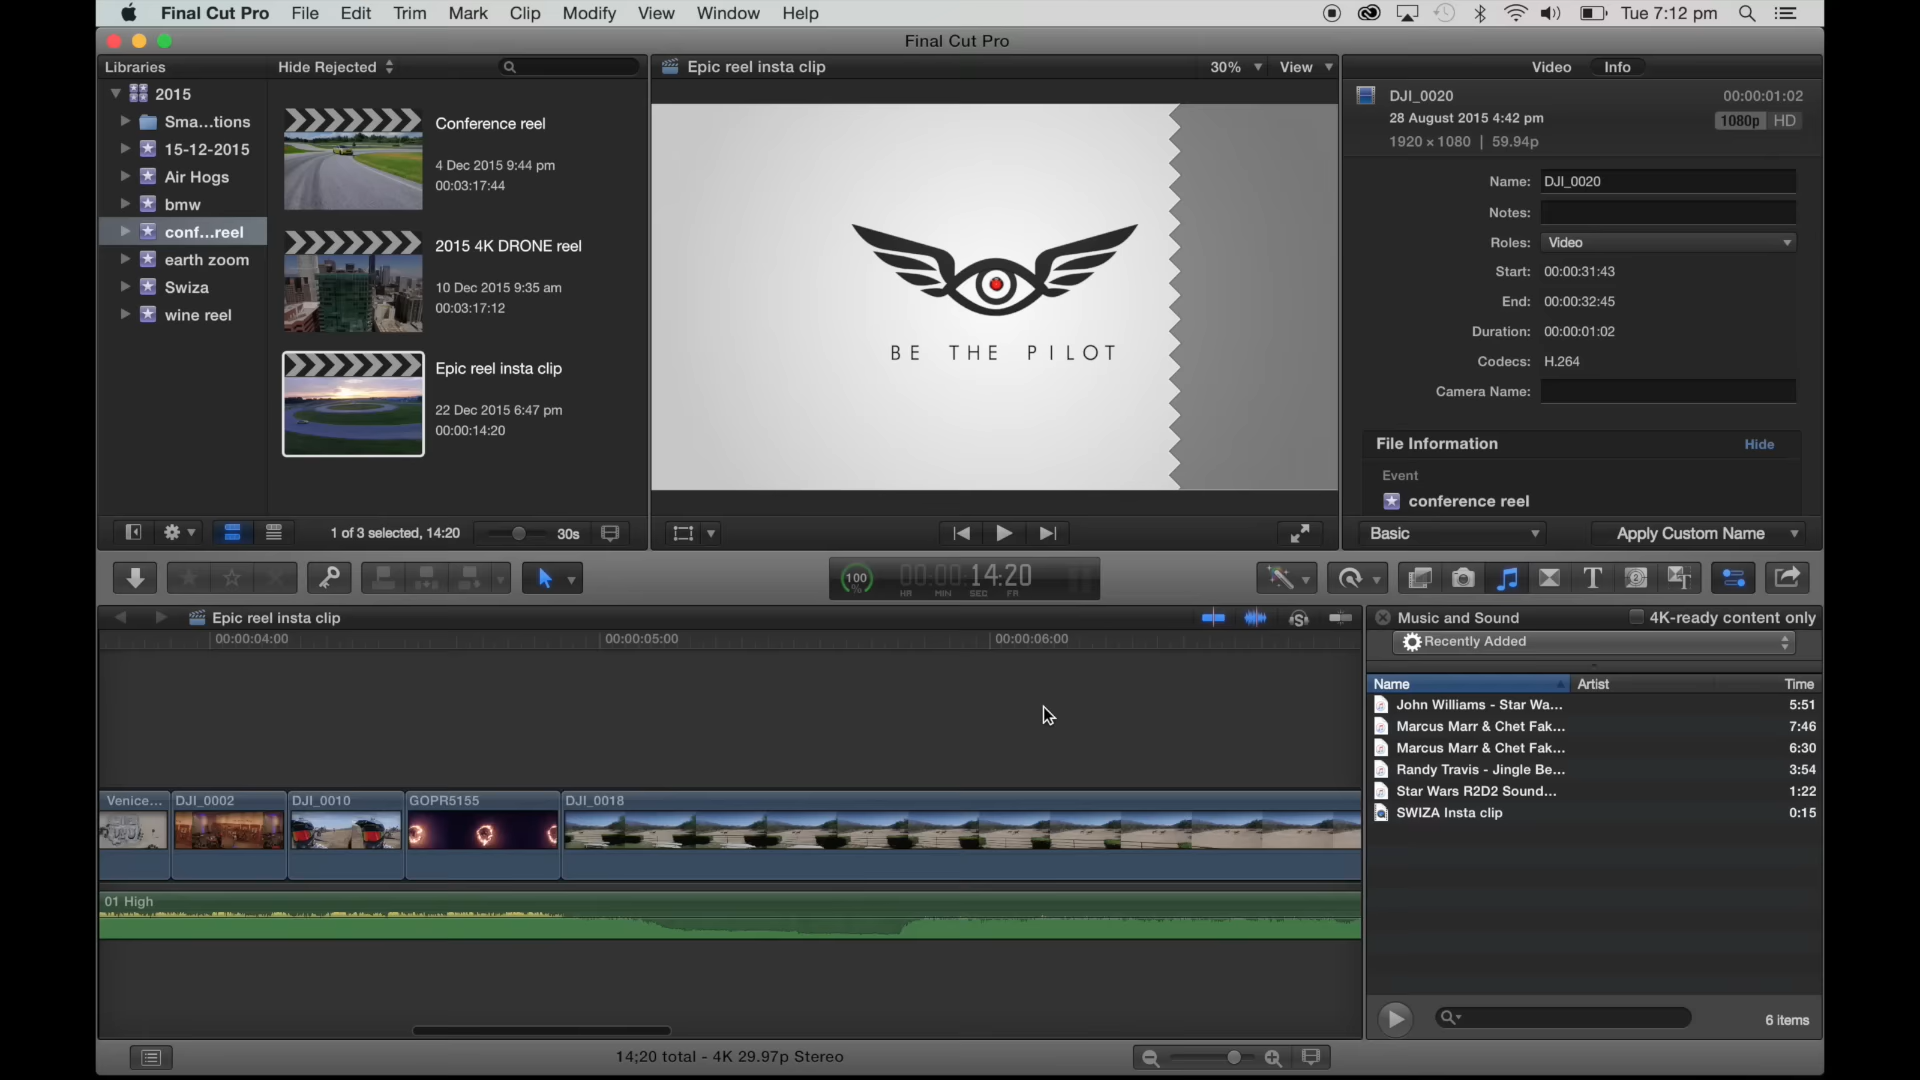 Final Cut Pro File Edit Trim Mark Clip Modify View Window Help Tue 7:12 pm
Final Cut Pro
Libraries Hide Rejected
2015
Sma...tions
15-12-2015
Air Hogs
bmw
conf...reel
earth zoom
Swiza
wine reel
Conference reel
4 Dec 2015 9:44 pm
00:03:17:44
2015 4K DRONE reel
10 Dec 2015 9:35 am
00:03:17:12
Epic reel insta clip
22 Dec 2015 6:47 pm
00:00:14:20
1 of 3 selected, 14:20 30s
Epic reel insta clip 30% View
BE THE PILOT
Video Info
DJI_0020 00:00:01:02
28 August 2015 4:42 pm 1080p HD
1920 × 1080 | 59.94p
Name: DJI_0020
Notes:
Roles: Video
Start: 00:00:31:43
End: 00:00:32:45
Duration: 00:00:01:02
Codecs: H.264
Camera Name:
File Information Hide
Event
conference reel
Basic Apply Custom Name
100 % 00:00:14:20
HR MIN SEC FR
Epic reel insta clip
00:00:04:00 00:00:05:00 00:00:06:00
Venice... DJI_0002 DJI_0010 GOPR5155 DJI_0018
01 High
14;20 total - 4K 29.97p Stereo
Music and Sound 4K-ready content only
Recently Added
Name Artist Time
John Williams - Star Wa... 5:51
Marcus Marr & Chet Fak... 7:46
Marcus Marr & Chet Fak... 6:30
Randy Travis - Jingle Be... 3:54
Star Wars R2D2 Sound... 1:22
SWIZA Insta clip 0:15
6 items